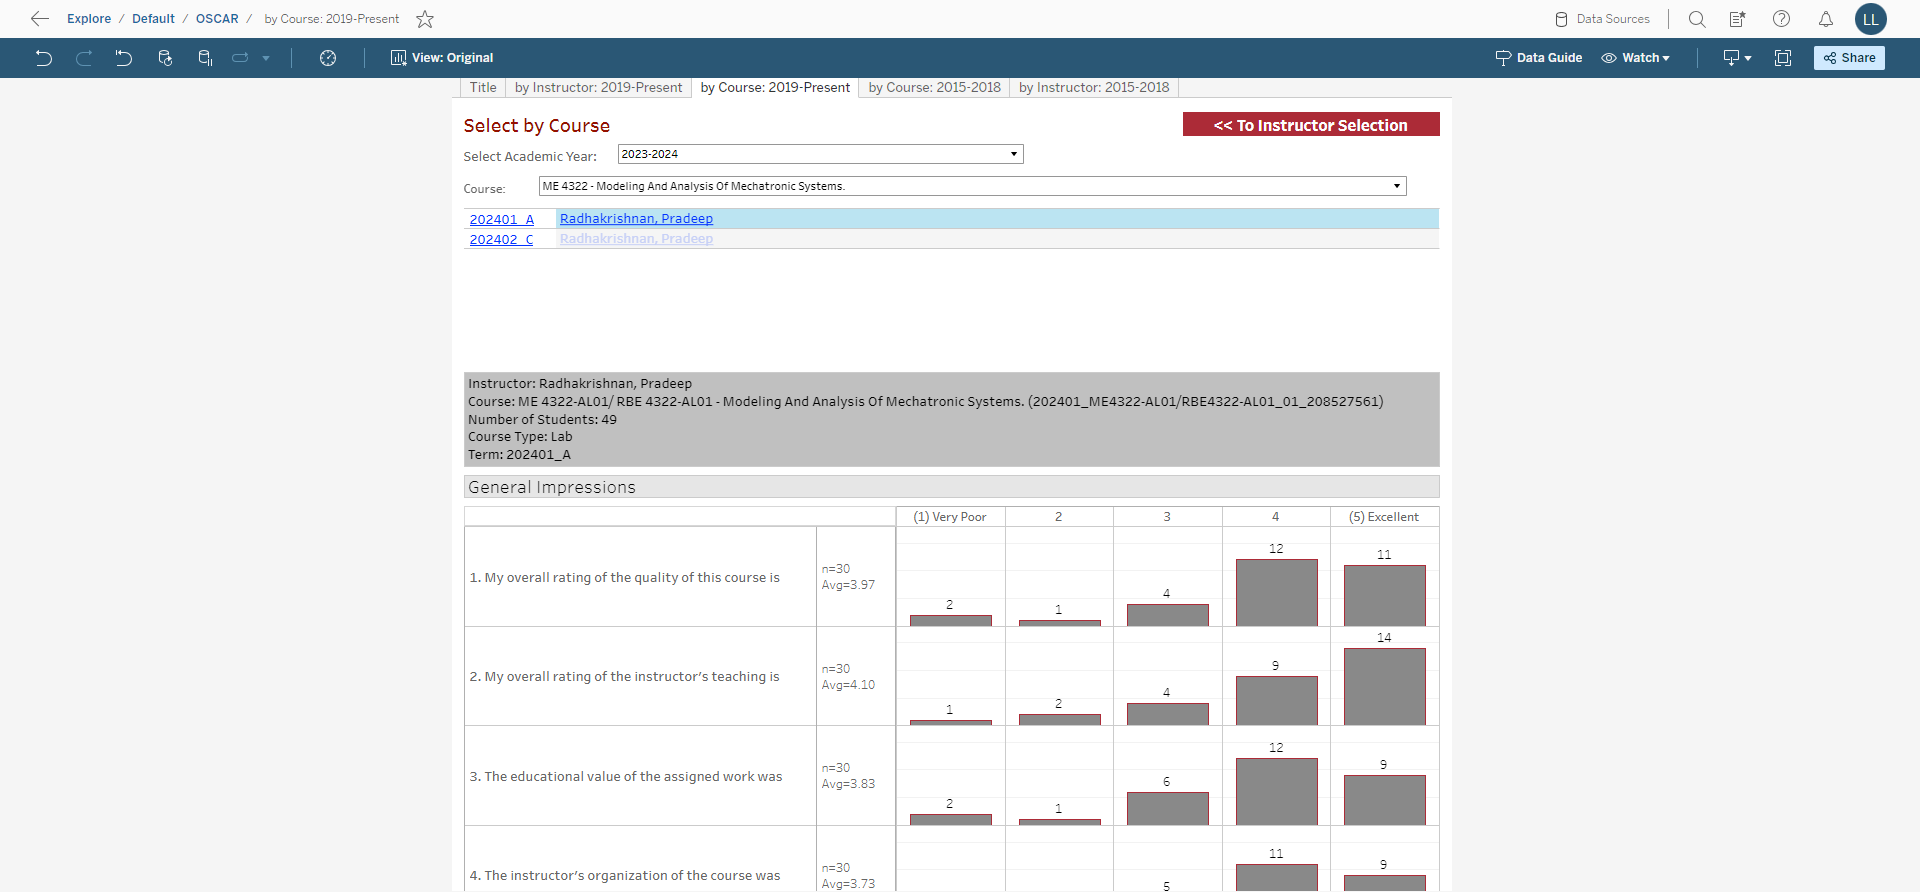 Explore / Default / OSCAR / by Course: 2019-Present
Data Sources
LL
View: Original
Data Guide
Watch
Share
Title
by Instructor: 2019-Present
by Course: 2019-Present
by Course: 2015-2018
by Instructor: 2015-2018
Select by Course
<< To Instructor Selection
Select Academic Year:
2023-2024
Course:
ME 4322 - Modeling And Analysis Of Mechatronic Systems.
202401_A Radhakrishnan, Pradeep
202402_C Radhakrishnan, Pradeep
Instructor: Radhakrishnan, Pradeep
Course: ME 4322-AL01/ RBE 4322-AL01 - Modeling And Analysis Of Mechatronic Systems. (202401_ME4322-AL01/RBE4322-AL01_01_208527561)
Number of Students: 49
Course Type: Lab
Term: 202401_A
General Impressions
(1) Very Poor 2 3 4 (5) Excellent
1. My overall rating of the quality of this course is
n=30
Avg=3.97
2 1 4 12 11
2. My overall rating of the instructor's teaching is
n=30
Avg=4.10
1 2 4 9 14
3. The educational value of the assigned work was
n=30
Avg=3.83
2 1 6 12 9
4. The instructor's organization of the course was
n=30
Avg=3.73
5 11 9